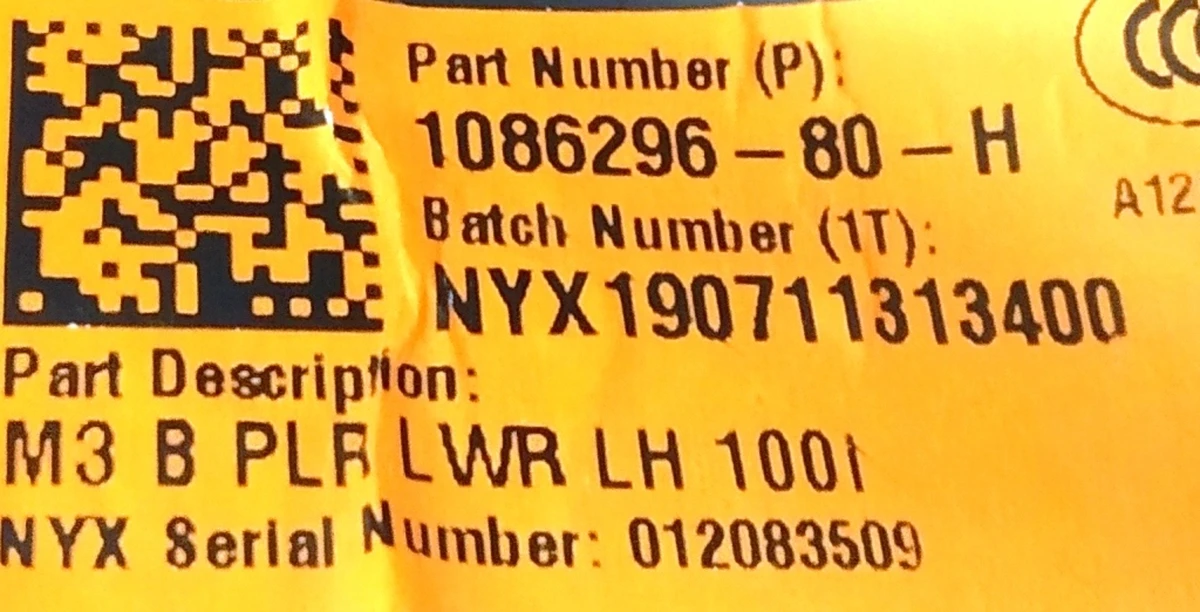 Part Number (P):
1086296-80-H
A12
Batch Number (1T):
NYX190711313400
Part Description:
M3 B PLR LWR LH
NYX Serial Number: 012083509